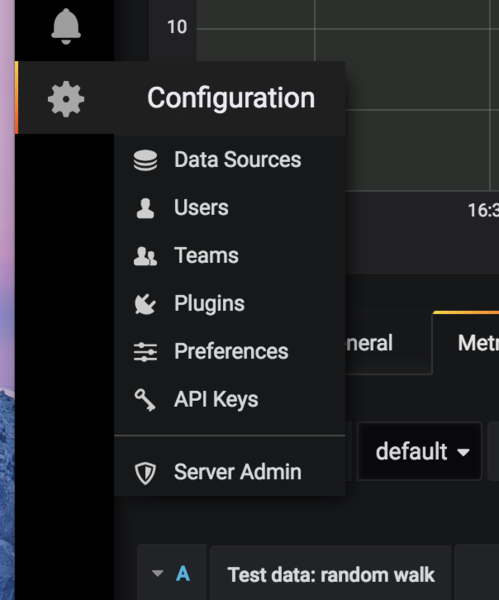 10
Configuration
Data Sources
Users
16:3
Teams
Plugins
Preferences
neral
Metr
API Keys
default
Server Admin
A
Test data: random walk